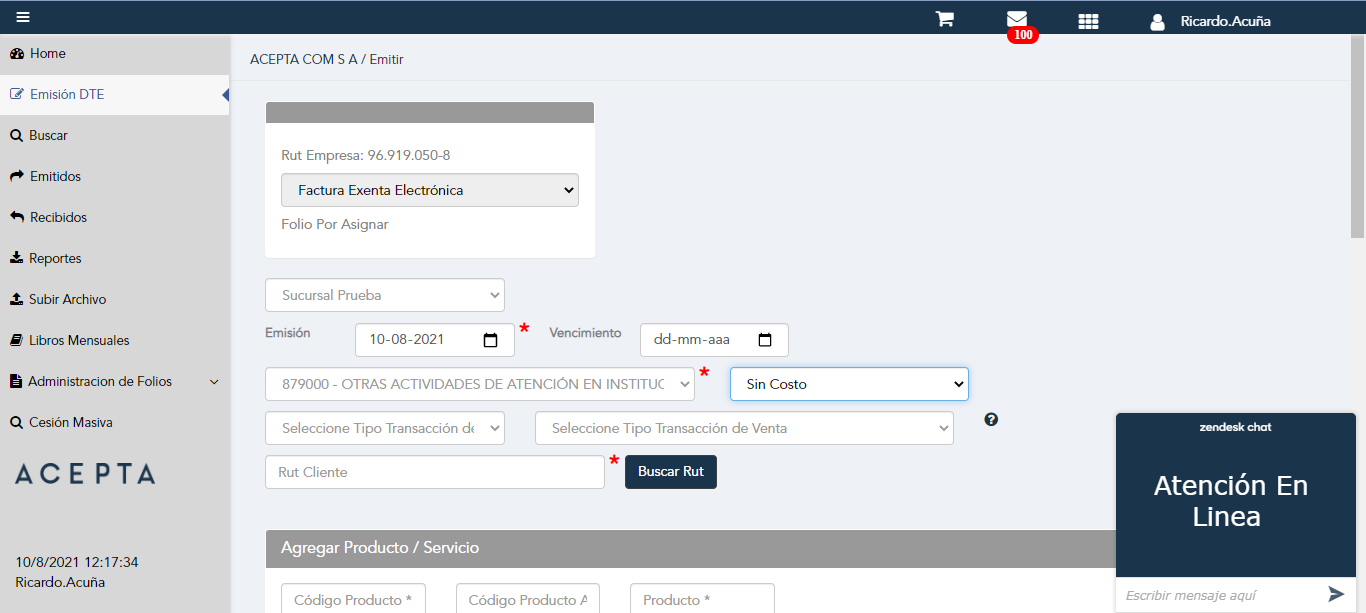 Ricardo.Acuña
100
Home
ACEPTA COM S A / Emitir
Emisión DTE
Buscar
Emitidos
Recibidos
Reportes
Subir Archivo
Libros Mensuales
Administracion de Folios
Cesión Masiva
ACEPTA
10/8/2021 12:17:34
Ricardo.Acuña
Rut Empresa: 96.919.050-8
Factura Exenta Electrónica
Folio Por Asignar
Sucursal Prueba
Emisión 10-08-2021 * Vencimiento dd-mm-aaa
879000 - OTRAS ACTIVIDADES DE ATENCIÓN EN INSTITUC * Sin Costo
Seleccione Tipo Transacción de Seleccione Tipo Transacción de Venta ?
Rut Cliente * Buscar Rut
Agregar Producto / Servicio
Código Producto * Código Producto A Producto *
zendesk chat
Atención En
Linea
Escribir mensaje aquí